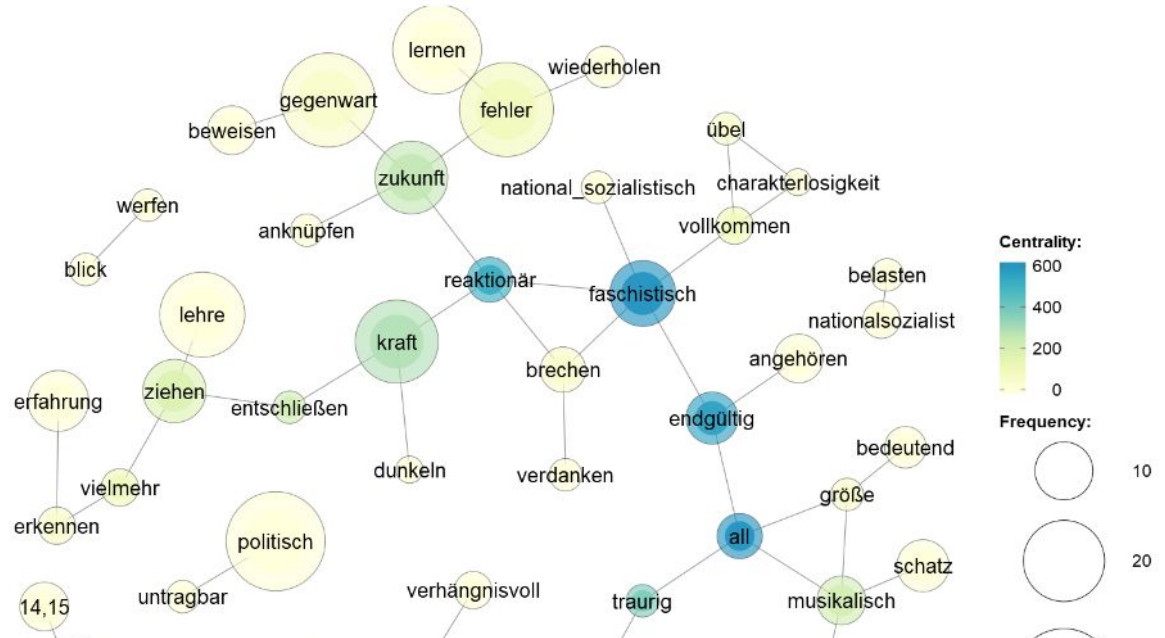 lernen
wiederholen
gegenwart
fehler
beweisen
übel
zukunft
national_sozialistisch
charakterlosigkeit
werfen
anknüpfen
vollkommen
Centrality:
blick
reaktionär
faschistisch
belasten
600
lehre
nationalsozialist
400
kraft
angehören
200
brechen
0
erfahrung
ziehen
entschließen
endgültig
Frequency:
bedeutend
dunkeln
verdanken
10
vielmehr
größe
erkennen
politisch
all
20
schatz
untragbar
verhängnisvoll
14,15
traurig
musikalisch